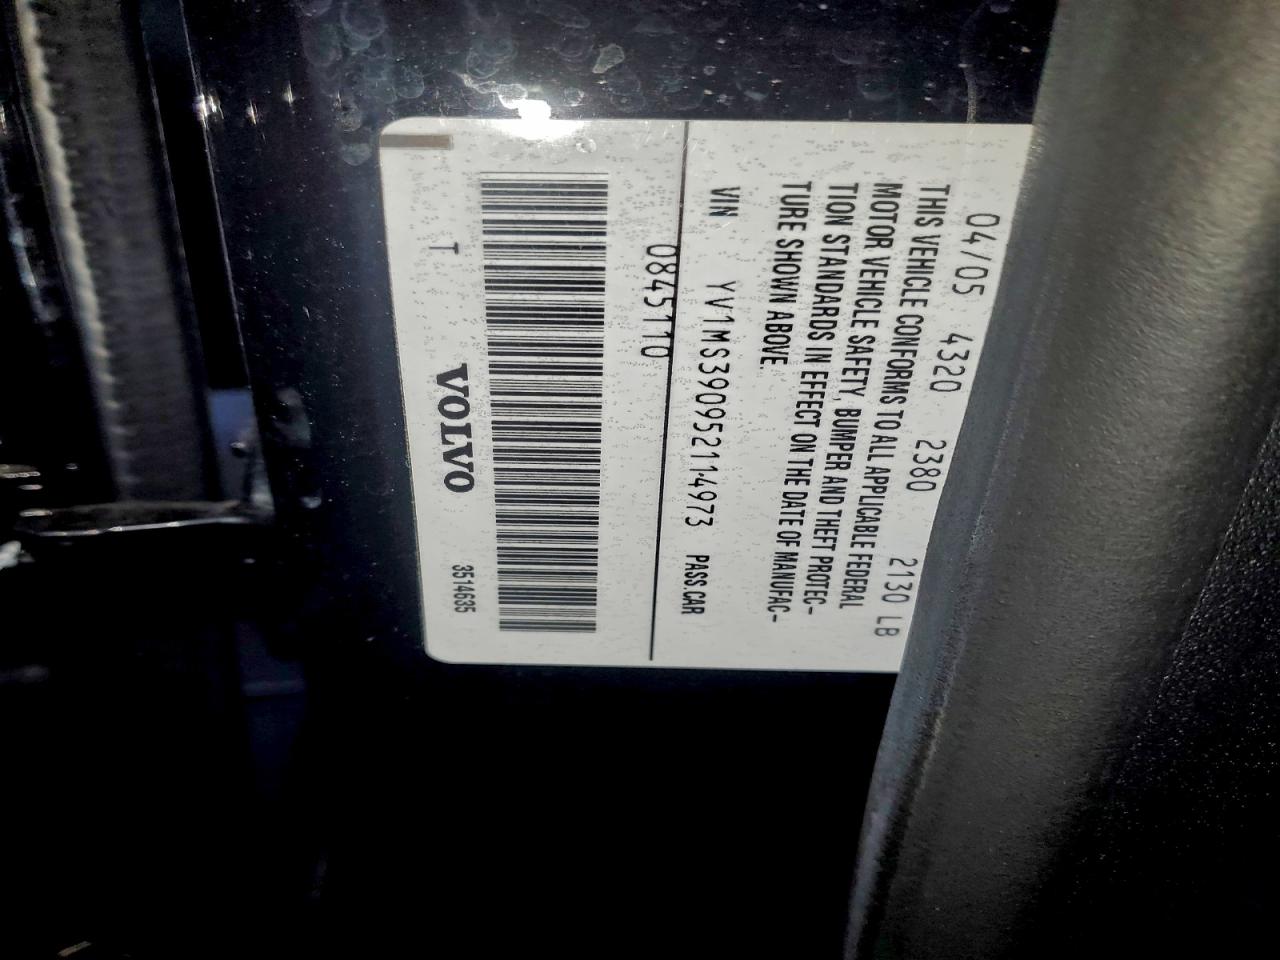 04/05 4320 2380 2130 LB
THIS VEHICLE CONFORMS TO ALL APPLICABLE FEDERAL
MOTOR VEHICLE SAFETY, BUMPER AND THEFT PROTEC-
TION STANDARDS IN EFFECT ON THE DATE OF MANUFAC-
TURE SHOWN ABOVE.
VIN YV1MS390952114973 PASS CAR
0845110
T VOLVO 3514635